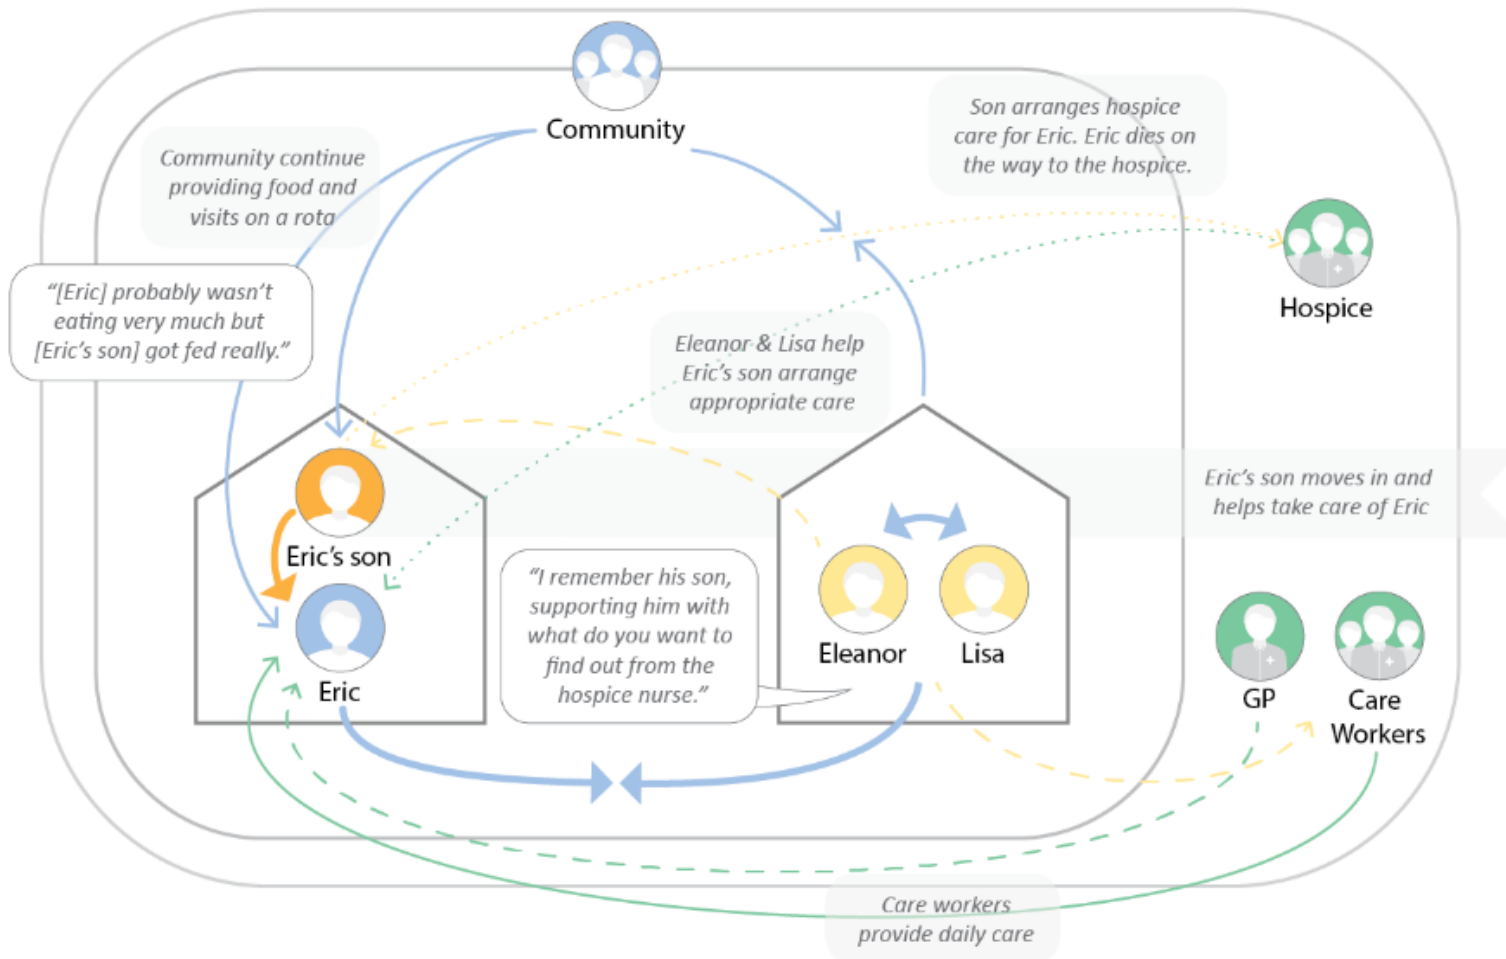 Community
Son arranges hospice
care for Eric. Eric dies on
the way to the hospice.
Community continue
providing food and
visits on a rota
Hospice
“[Eric] probably wasn’t
eating very much but
[Eric’s son] got fed really.”
Eleanor & Lisa help
Eric’s son arrange
appropriate care
Eric’s son moves in and
helps take care of Eric
Eric’s son
Eric
“I remember his son,
supporting him with
what do you want to
find out from the
hospice nurse.”
Eleanor
Lisa
GP
Care
Workers
Care workers
provide daily care